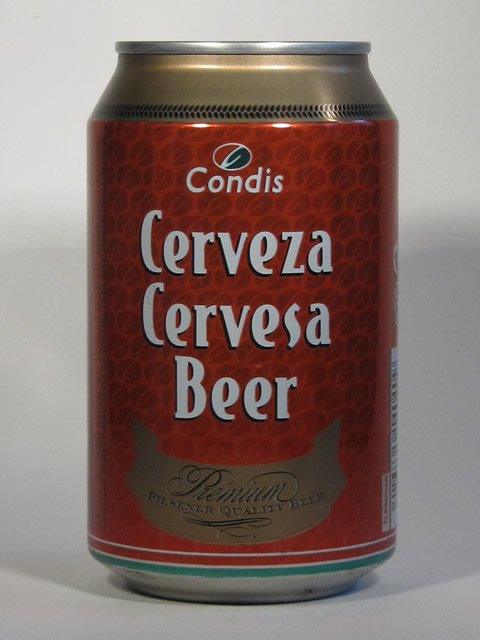 Condis
Cerveza
Cervesa
Beer
Premium
PILSENER QUALITY BEER